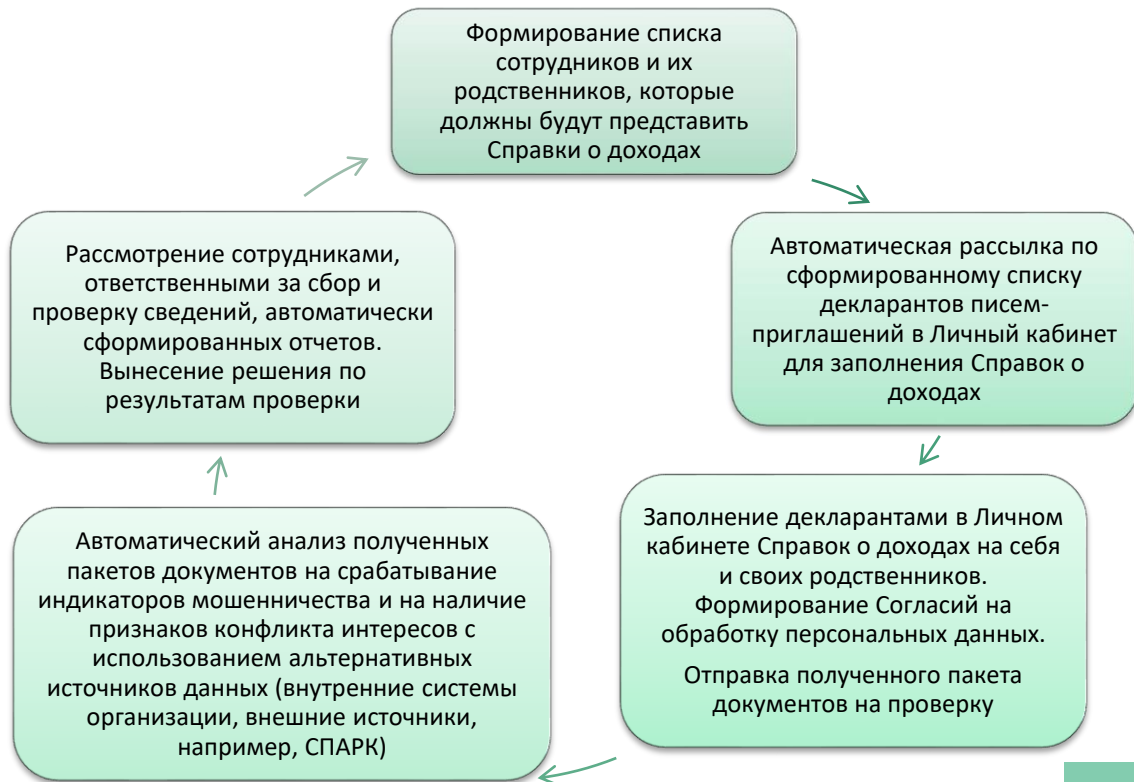 Формирование списка
сотрудников и их
родственников, которые
должны будут представить
Справки о доходах
Автоматическая рассылка по
сформированному списку
декларантов писем-
приглашений в Личный кабинет
для заполнения Справок о
доходах
Заполнение декларантами в Личном
кабинете Справок о доходах на себя
и своих родственников.
Формирование Согласий на
обработку персональных данных.
Отправка полученного пакета
документов на проверку
Автоматический анализ полученных
пакетов документов на срабатывание
индикаторов мошенничества и на наличие
признаков конфликта интересов с
использованием альтернативных
источников данных (внутренние системы
организации, внешние источники,
например, СПАРК)
Рассмотрение сотрудниками,
ответственными за сбор и
проверку сведений, автоматически
сформированных отчетов.
Вынесение решения по
результатам проверки